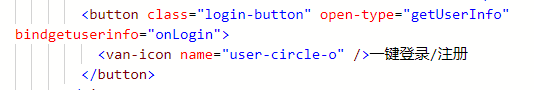 <button class="login-button" open-type="getUserInfo"
bindgetuserinfo="onLogin">
<van-icon name="user-circle-o" />一键登录/注册
</button>